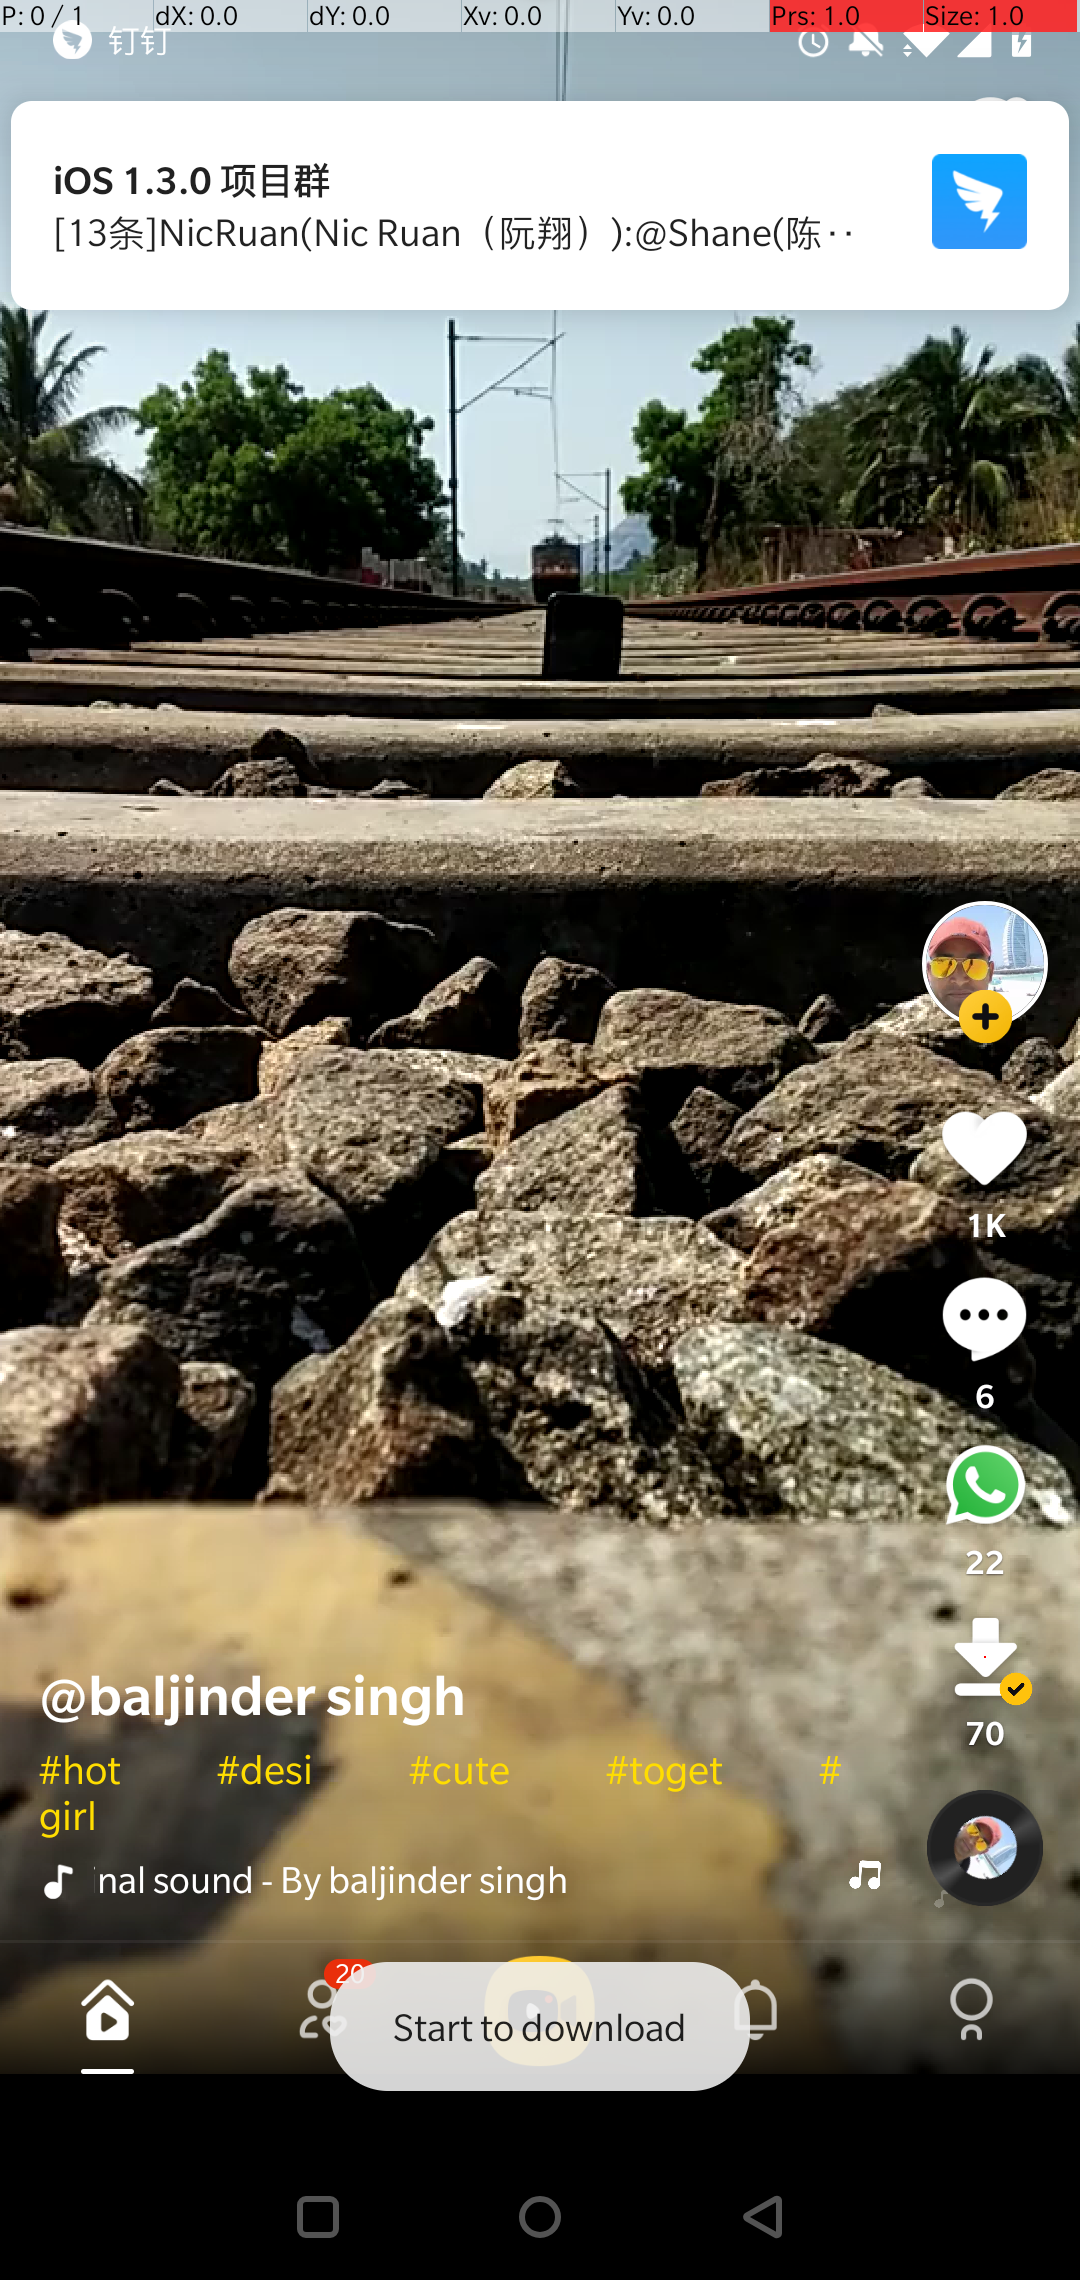 P: 0 / 1
dX: 0.0
dY: 0.0
Xv: 0.0
Yv: 0.0
Prs: 1.0
Size: 1.0
钉钉
iOS 1.3.0 项目群
[13条]NicRuan(Nic Ruan（阮翔）):@Shane(陈··
1K
6
22
70
@baljinder singh
#hot #desi #cute #toget #
girl
nal sound - By baljinder singh
20
Start to download